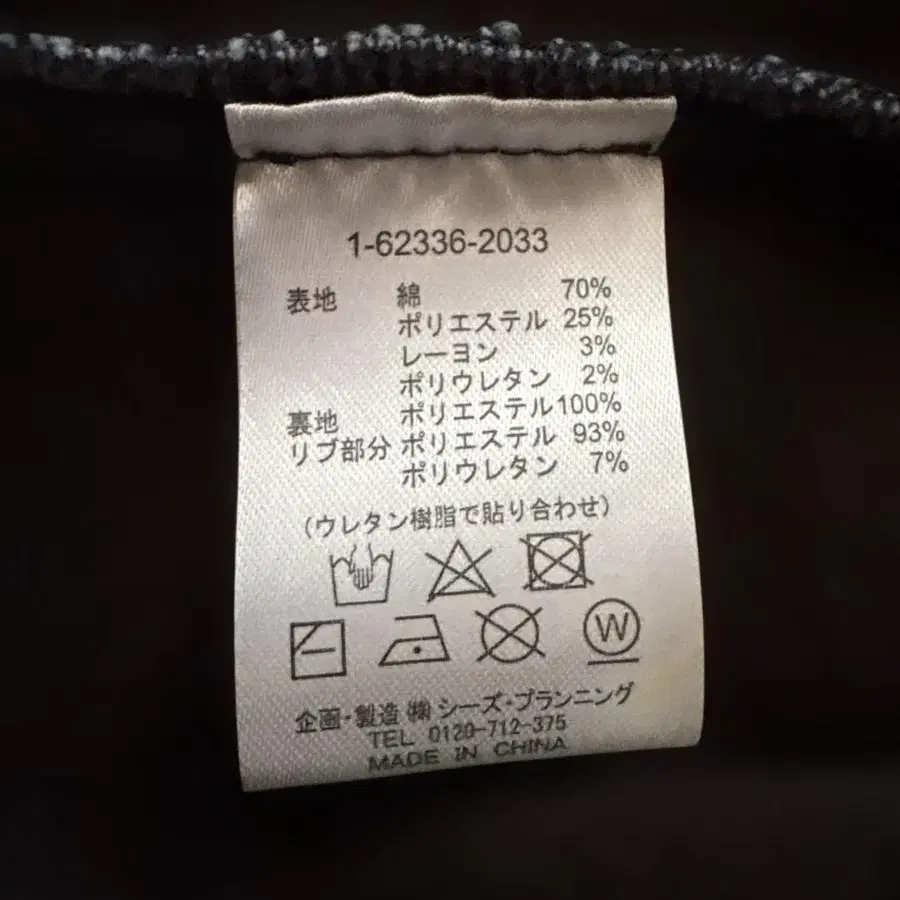 1-62336-2033
表地 綿 70%
ポリエステル 25%
レーヨン 3%
ポリウレタン 2%
裏地 ポリエステル100%
リブ部分 ポリエステル 93%
ポリウレタン 7%
(ウレタン樹脂で貼り合わせ)
W
企画・製造 ㈱ シーズ・プランニング
TEL 0120-712-375
MADE IN CHINA